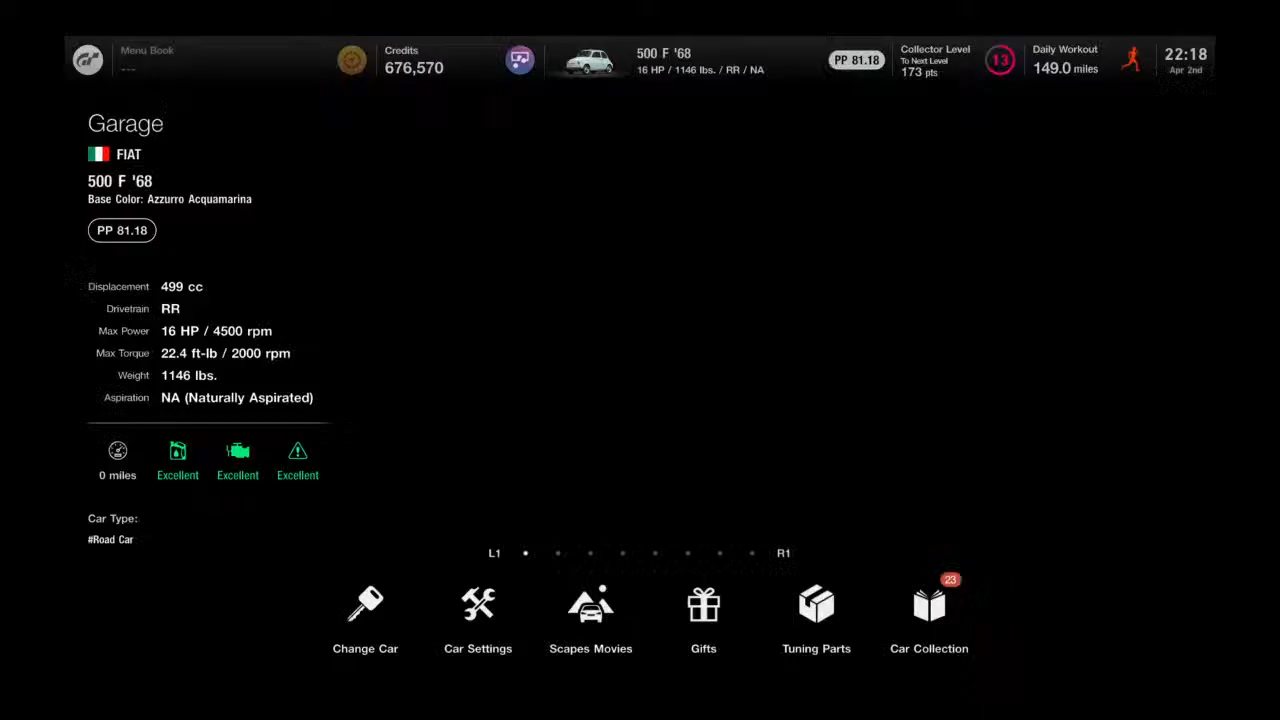 Menu Book
---
Credits
676,570
500 F '68
16 HP / 1146 lbs. / RR / NA
PP 81.18
Collector Level
To Next Level
173 pts
13
Daily Workout
149.0 miles
22:18
Apr 2nd
Garage
FIAT
500 F '68
Base Color: Azzurro Acquamarina
PP 81.18
Displacement 499 cc
Drivetrain RR
Max Power 16 HP / 4500 rpm
Max Torque 22.4 ft-lb / 2000 rpm
Weight 1146 lbs.
Aspiration NA (Naturally Aspirated)
0 miles Excellent Excellent Excellent
Car Type:
#Road Car
L1 R1
23
Change Car Car Settings Scapes Movies Gifts Tuning Parts Car Collection